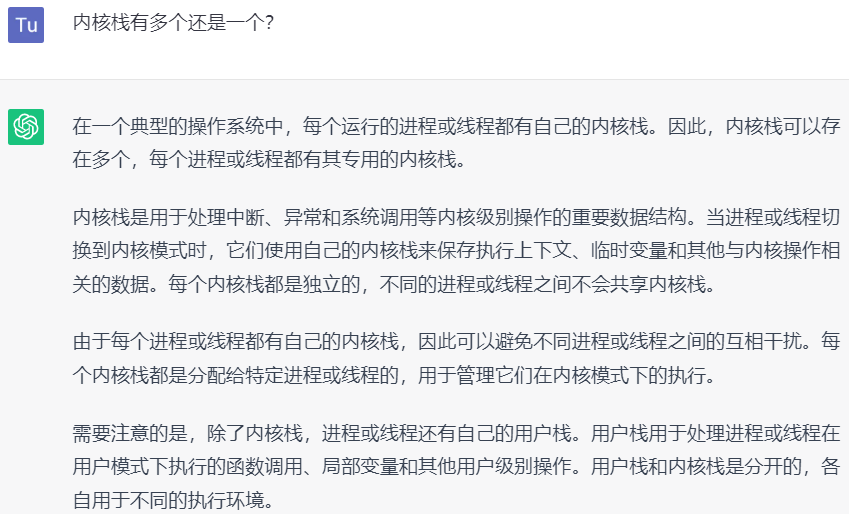 Tu
内核栈有多个还是一个?
在一个典型的操作系统中，每个运行的进程或线程都有自己的内核栈。因此，内核栈可以存
在多个，每个进程或线程都有其专用的内核栈。
内核栈是用于处理中断、异常和系统调用等内核级别操作的重要数据结构。当进程或线程切
换到内核模式时，它们使用自己的内核栈来保存执行上下文、临时变量和其他与内核操作相
关的数据。每个内核栈都是独立的，不同的进程或线程之间不会共享内核栈。
由于每个进程或线程都有自己的内核栈，因此可以避免不同进程或线程之间的互相干扰。每
个内核栈都是分配给特定进程或线程的，用于管理它们在内核模式下的执行。
需要注意的是，除了内核栈，进程或线程还有自己的用户栈。用户栈用于处理进程或线程在
用户模式下执行的函数调用、局部变量和其他用户级别操作。用户栈和内核栈是分开的，各
自用于不同的执行环境。